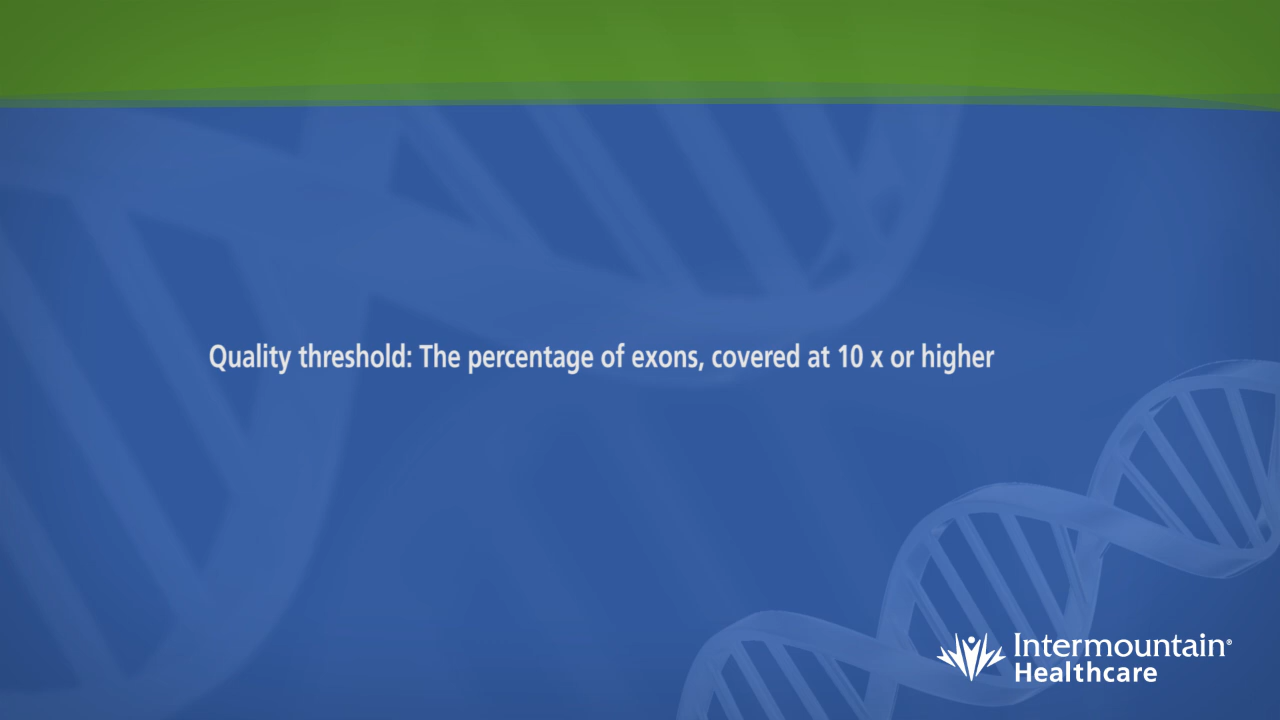 Quality threshold: The percentage of exons, covered at 10 x or higher
Intermountain®
Healthcare